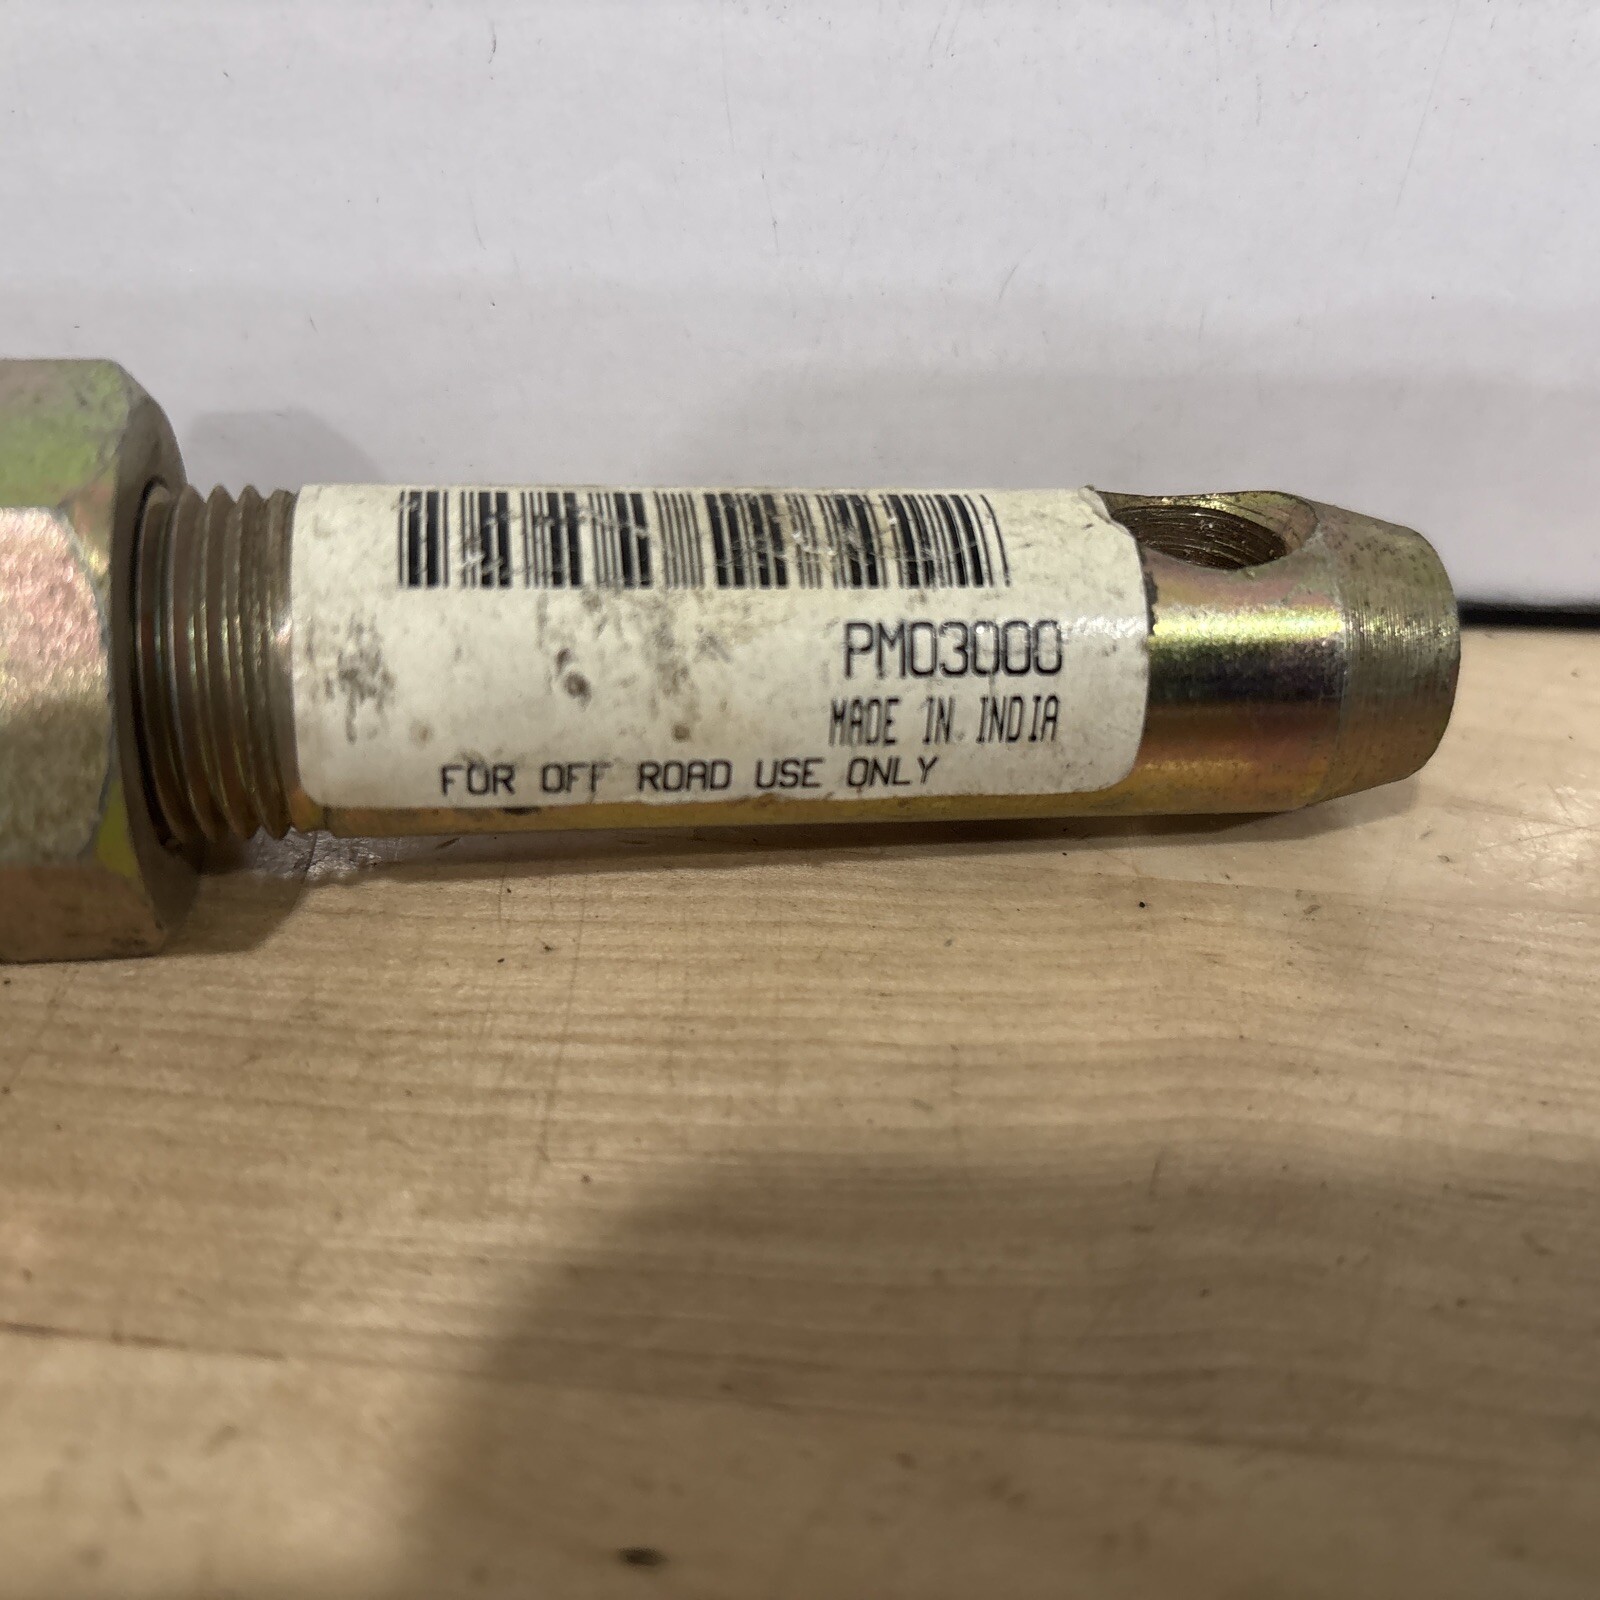 PM03000
MADE IN INDIA
FOR OFF ROAD USE ONLY